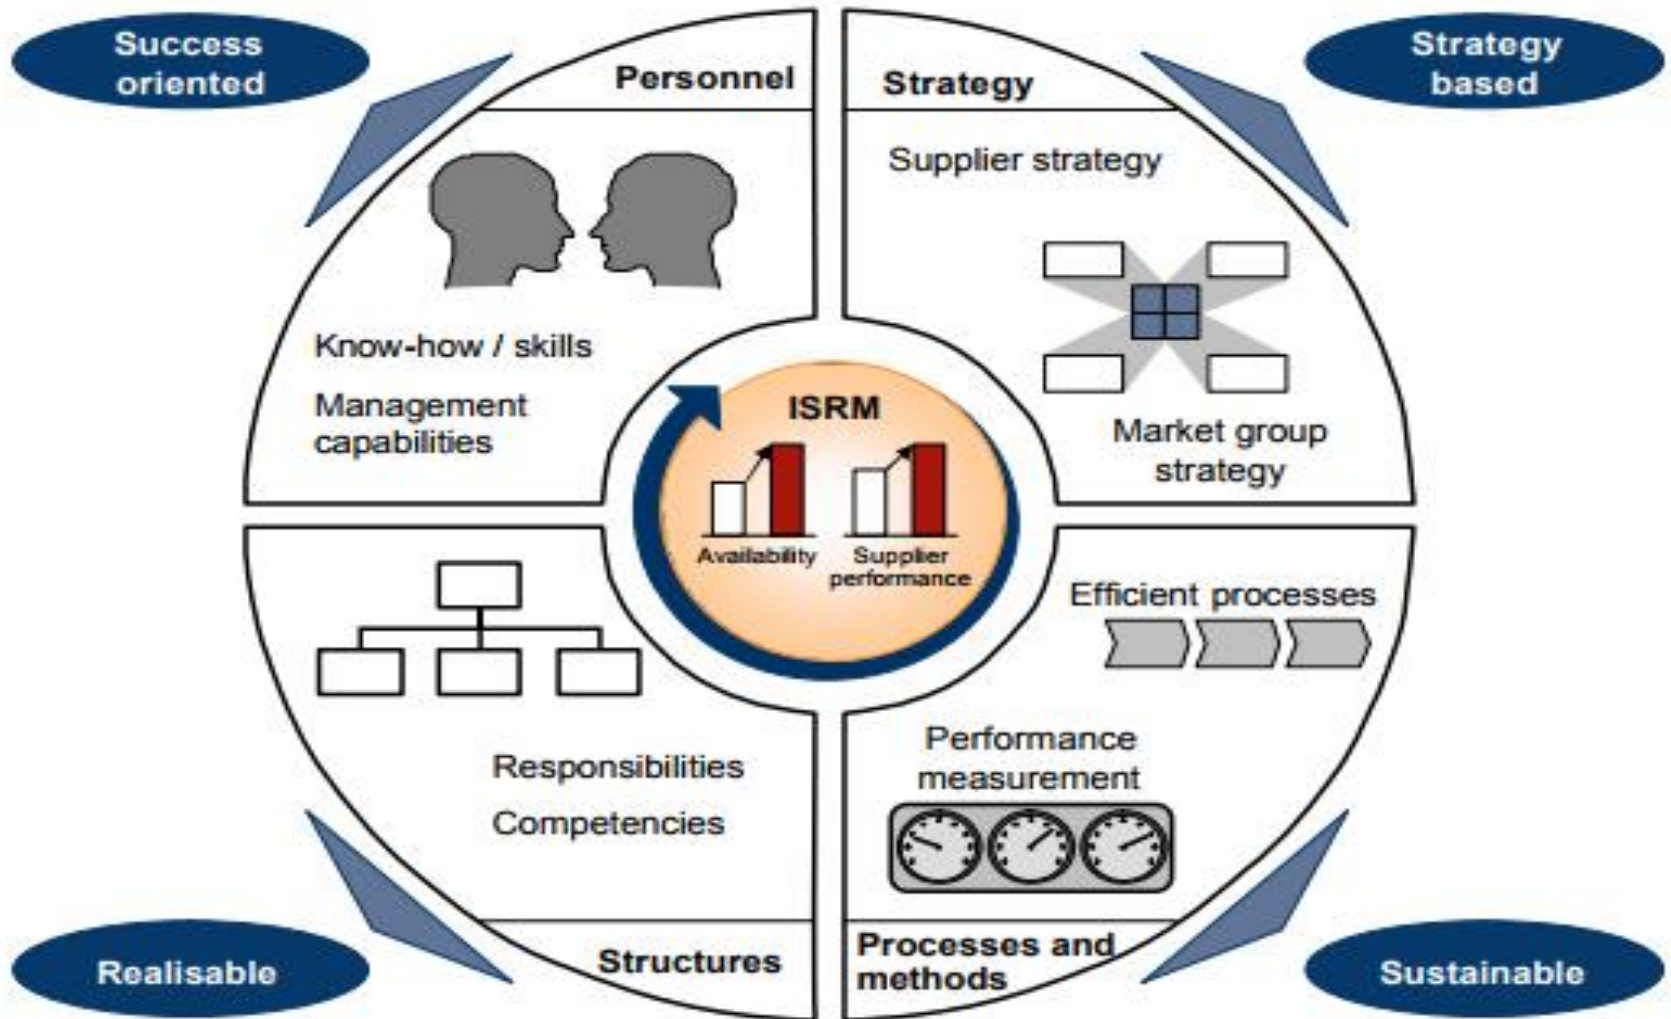 Success
oriented
Strategy
based
Personnel
Strategy
Supplier strategy
Know-how / skills
Management
capabilities
Market group
strategy
ISRM
Availability
Supplier
performance
Efficient processes
Performance
measurement
Responsibilities
Competencies
Structures
Processes and
methods
Realisable
Sustainable